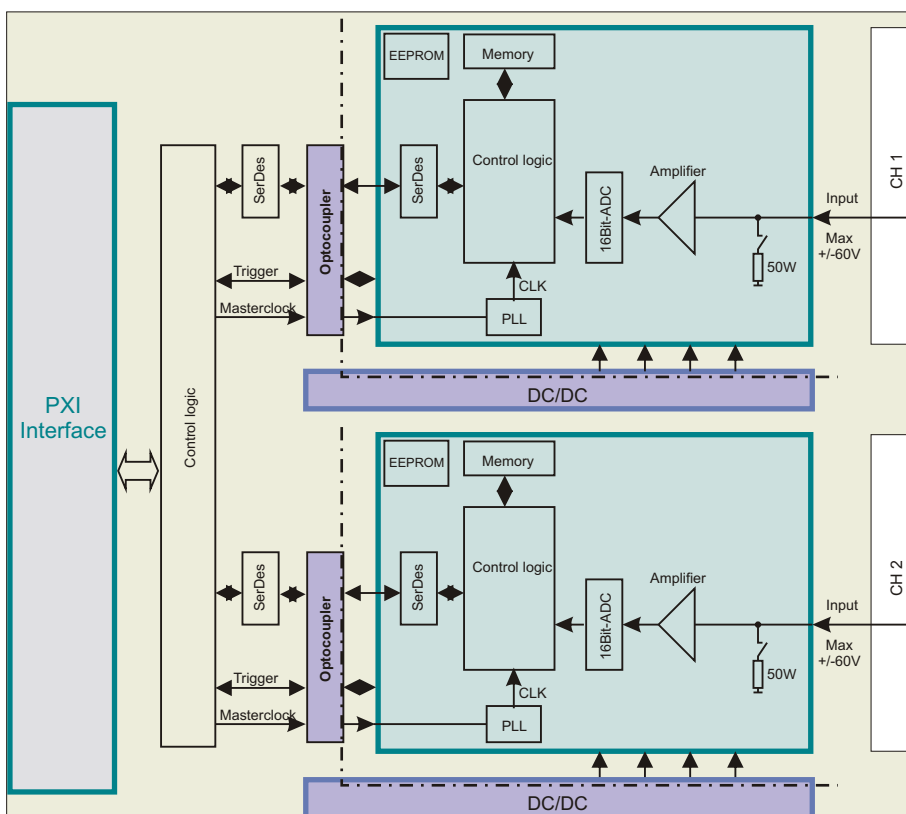 PXI
Interface
Control logic
SerDes
Trigger
Masterclock
Optocoupler
EEPROM
Memory
SerDes
Control logic
CLK
PLL
16Bit-ADC
Amplifier
50W
Input
Max
+/-60V
CH 1
DC/DC
SerDes
Trigger
Masterclock
Optocoupler
EEPROM
Memory
SerDes
Control logic
CLK
PLL
16Bit-ADC
Amplifier
50W
Input
Max
+/-60V
CH 2
DC/DC